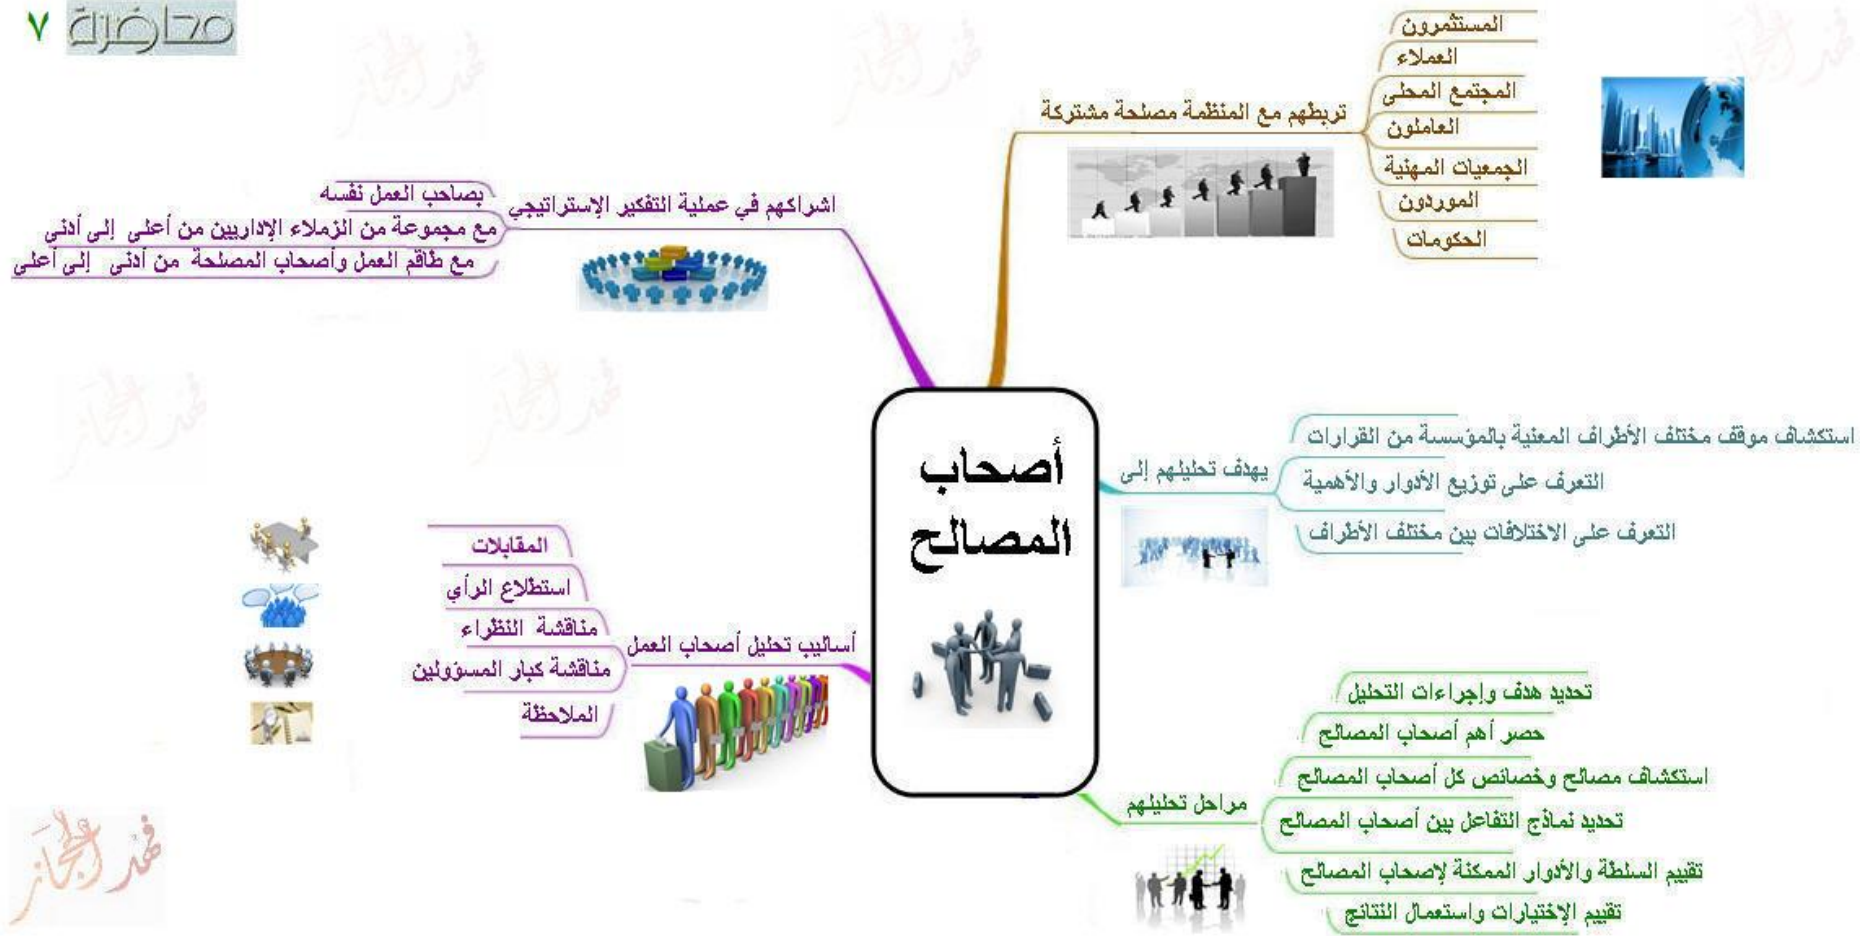 محاضرة ٧
المستثمرون
العملاء
المجتمع المحلى
تربطهم مع المنظمة مصلحة مشتركة
العاملون
الجمعيات المهنية
الموردون
الحكومات
اشراكهم في عملية التفكير الإستراتيجي
بصاحب العمل نفسه
مع مجموعة من الزملاء الإداريين من أعلى إلى أدنى
مع طاقم العمل وأصحاب المصلحة من أدنى إلى أعلى
أصحاب
المصالح
يهدف تحليلهم إلى
استكشاف موقف مختلف الأطراف المعنية بالمؤسسة من القرارات
التعرف على توزيع الأدوار والأهمية
التعرف على الاختلافات بين مختلف الأطراف
أساليب تحليل أصحاب العمل
المقابلات
استطلاع الرأي
مناقشة النظراء
مناقشة كبار المسؤولين
الملاحظة
مراحل تحليلهم
تحديد هدف وإجراءات التحليل
حصر أهم أصحاب المصالح
استكشاف مصالح وخصائص كل أصحاب المصالح
تحديد نماذج التفاعل بين أصحاب المصالح
تقييم السلطة والأدوار الممكنة لإصحاب المصالح
تقييم الإختيارات واستعمال النتائج